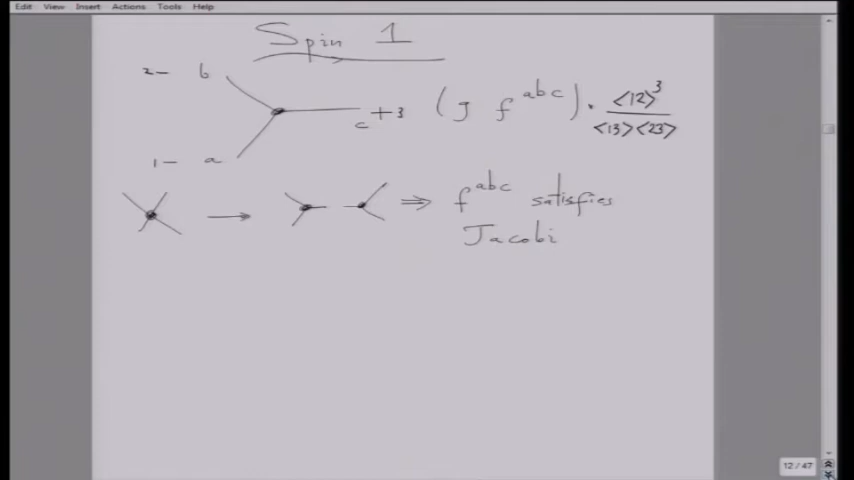 Edit View Insert Actions Tools Help
Spin 1
2- b
c +3 (g f^abc) · <12>^3 / <13><23>
1- a
⟶ ⇒ f^abc satisfies
Jacobi
12 / 47